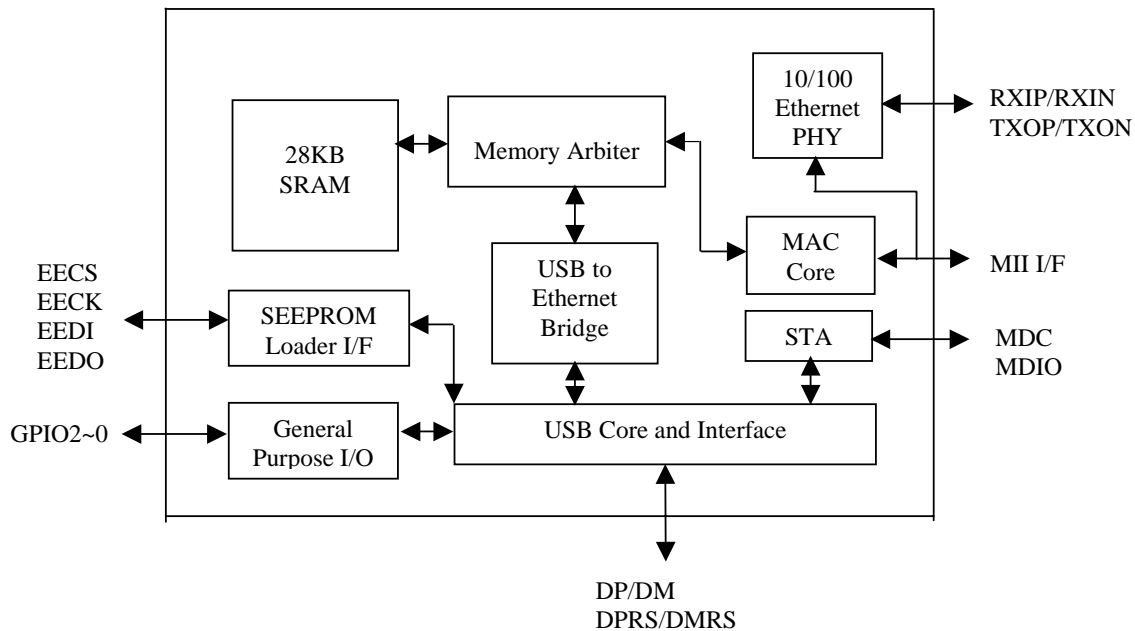 10/100
Ethernet
PHY
RXIP/RXIN
TXOP/TXON
28KB
SRAM
Memory Arbiter
MAC
Core
MII I/F
USB to
Ethernet
Bridge
EECS
EECK
EEDI
EEDO
SEEPROM
Loader I/F
STA
MDC
MDIO
GPIO2~0
General
Purpose I/O
USB Core and Interface
DP/DM
DPRS/DMRS